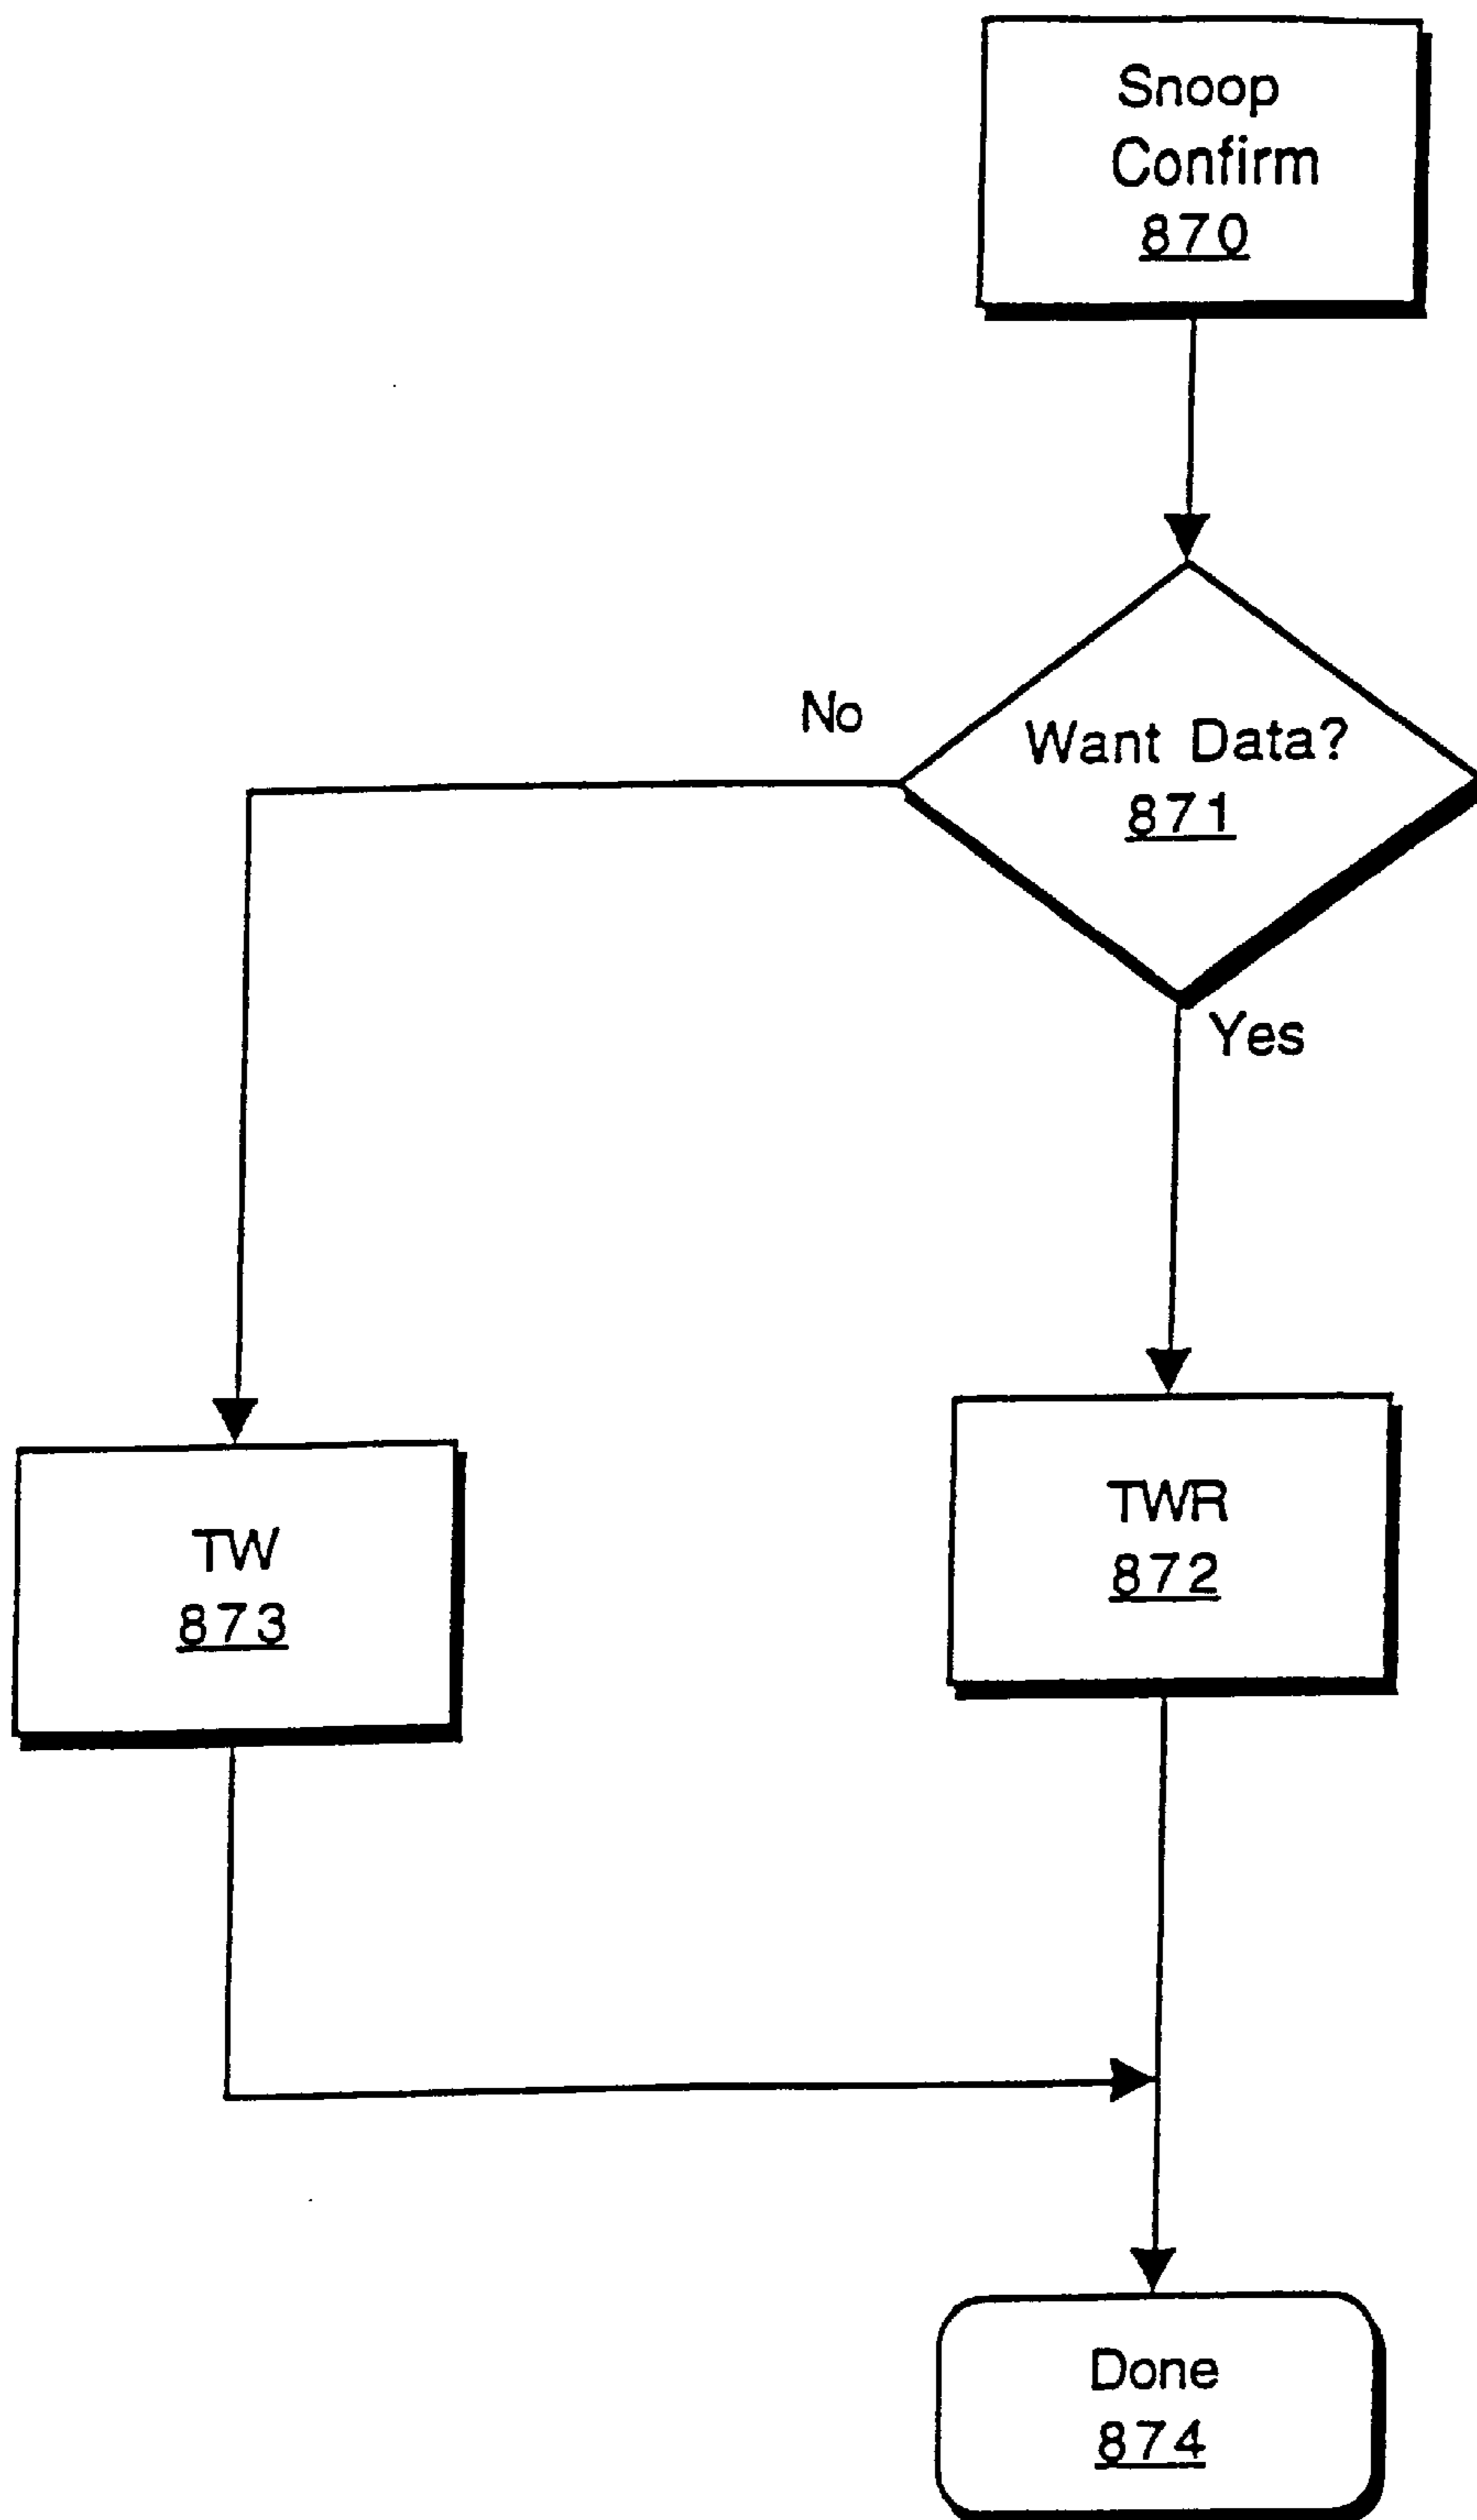 Snoop
Confirm
870
No
Want Data?
871
Yes
TWR
872
TW
873
Done
874